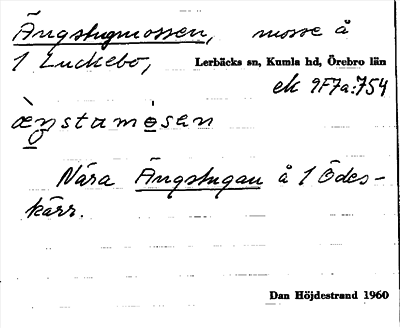 Ängstugmossen, mosse å
1 Luckebo, Lerbäcks sn, Kumla hd, Örebro län
ek 9F7a:754
æ̀ŋstumósen
Nära Ängstugan å 1 Ödes-
kärr.
Dan Höjdestrand 1960